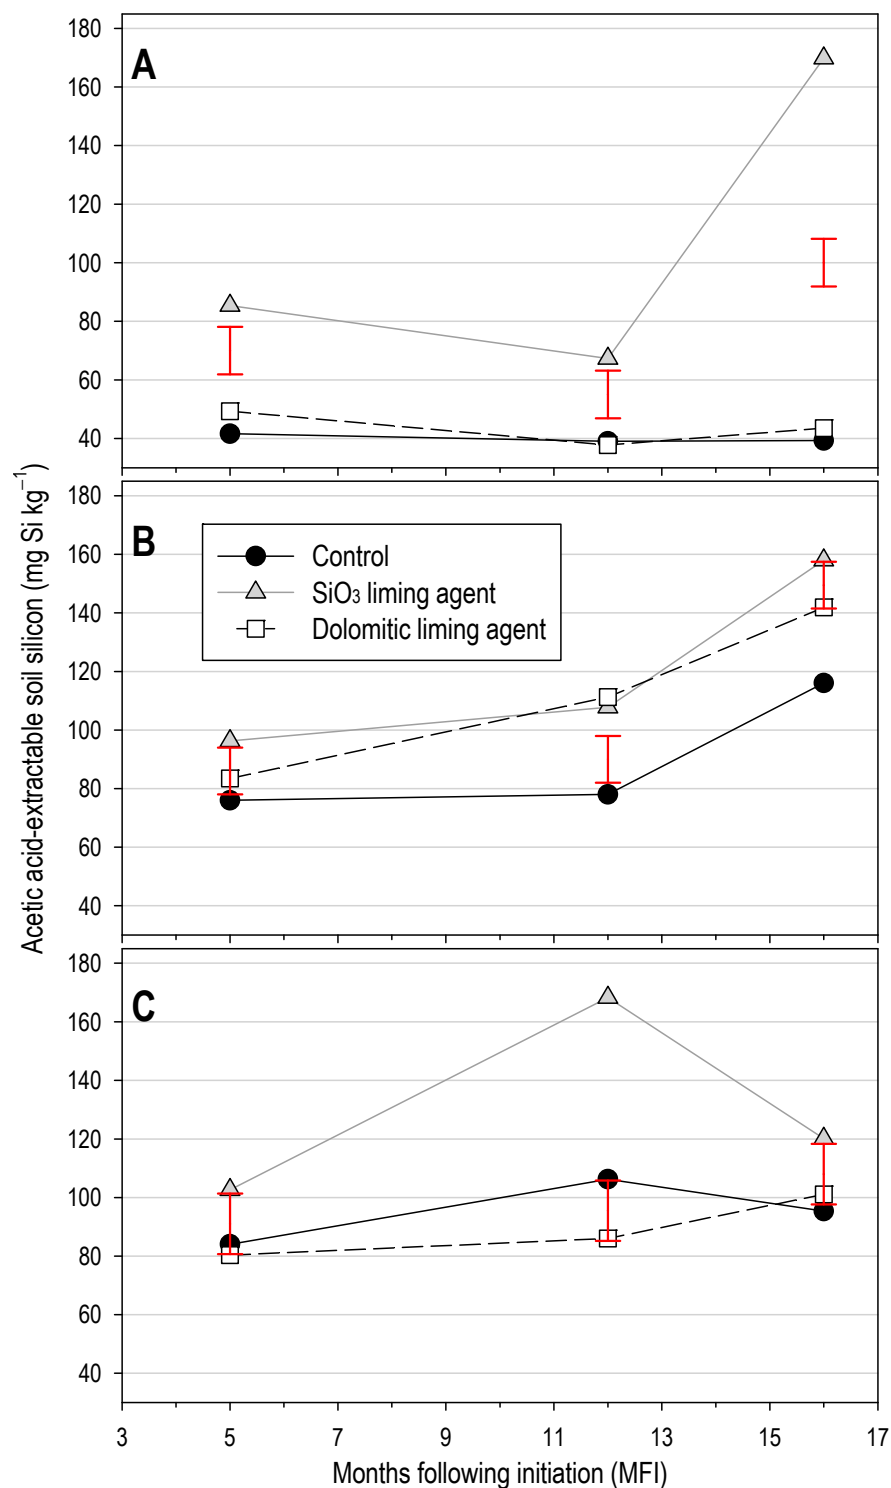 180
A
160
140
120
100
80
60
40
180
B
160
140
120
100
80
60
40
Control
SiO₃ liming agent
Dolomitic liming agent
180
C
160
140
120
100
80
60
40
Acetic acid-extractable soil silicon (mg Si kg⁻¹)
3 5 7 9 11 13 15 17
Months following initiation (MFI)